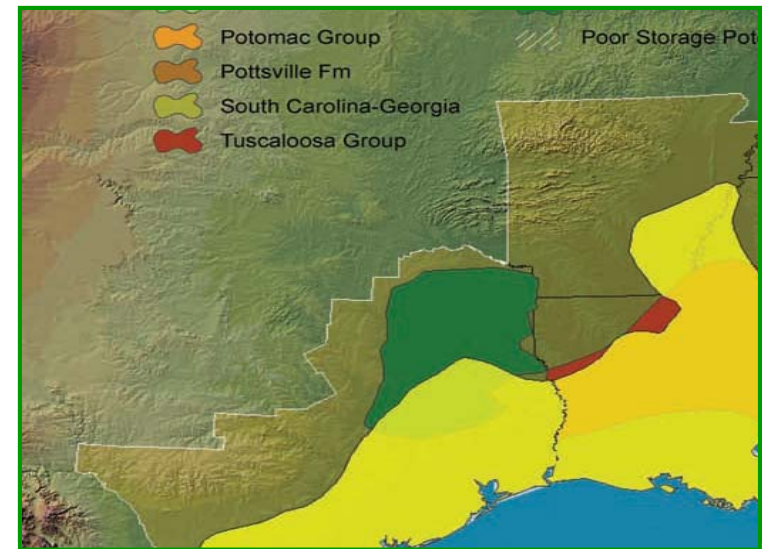 Potomac Group
Poor Storage Pot
Pottsville Fm
South Carolina-Georgia
Tuscaloosa Group